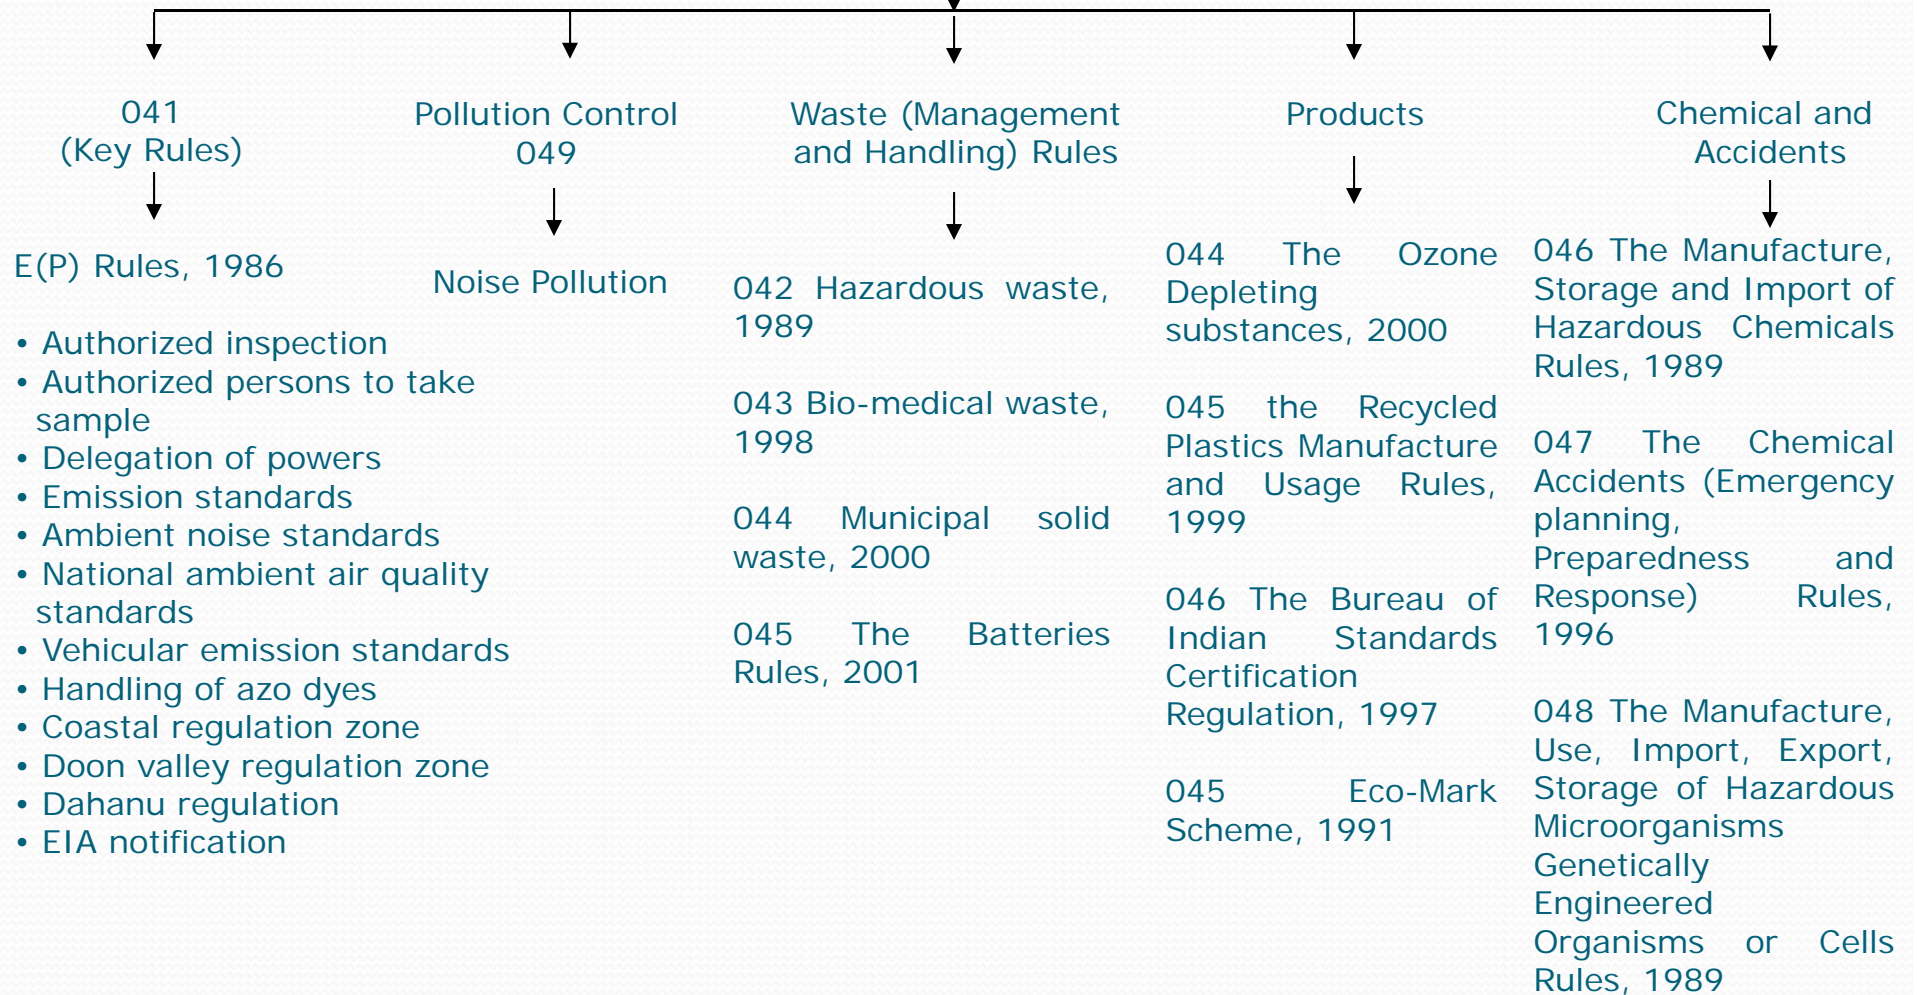 041
(Key Rules)
E(P) Rules, 1986
• Authorized inspection
• Authorized persons to take
sample
• Delegation of powers
• Emission standards
• Ambient noise standards
• National ambient air quality
standards
• Vehicular emission standards
• Handling of azo dyes
• Coastal regulation zone
• Doon valley regulation zone
• Dahanu regulation
• EIA notification
Pollution Control
049
Noise Pollution
Waste (Management
and Handling) Rules
042 Hazardous waste,
1989
043 Bio-medical waste,
1998
044 Municipal solid
waste, 2000
045 The Batteries
Rules, 2001
Products
044 The Ozone
Depleting
substances, 2000
045 the Recycled
Plastics Manufacture
and Usage Rules,
1999
046 The Bureau of
Indian Standards
Certification
Regulation, 1997
045 Eco-Mark
Scheme, 1991
Chemical and
Accidents
046 The Manufacture,
Storage and Import of
Hazardous Chemicals
Rules, 1989
047 The Chemical
Accidents (Emergency
planning,
Preparedness and
Response) Rules,
1996
048 The Manufacture,
Use, Import, Export,
Storage of Hazardous
Microorganisms
Genetically
Engineered
Organisms or Cells
Rules, 1989